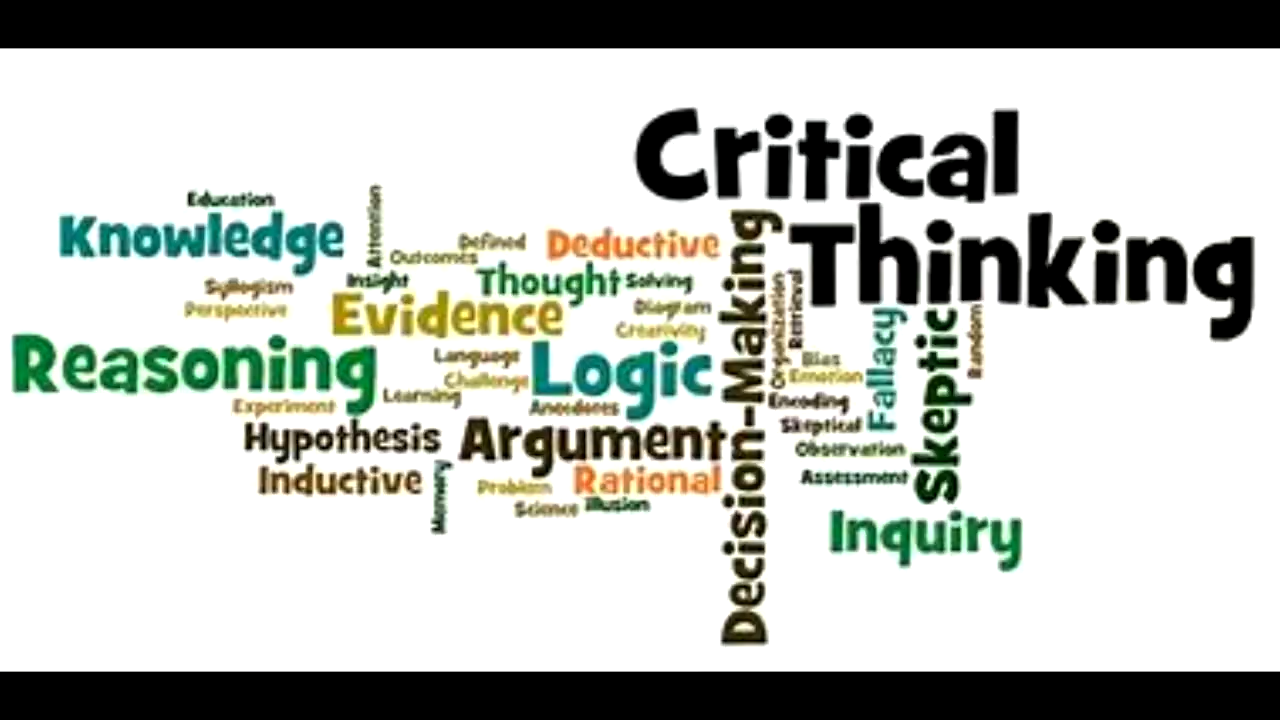 Critical
Thinking
Education
Knowledge
Attention
Defined
Outcomes
Deductive
Syllogism
Perspective
Insight
Thought
Solving
Evidence
Diagram
Creativity
Reasoning
Language
Challenge
Learning
Logic
Experiment
Anecdotes
Hypothesis
Argument
Inductive
Memory
Problem
Rational
Science
Illusion
Decision-Making
Organization
Retrieval
Bias
Emotion
Encoding
Skeptical
Observation
Assessment
Fallacy
Skeptic
Random
Inquiry